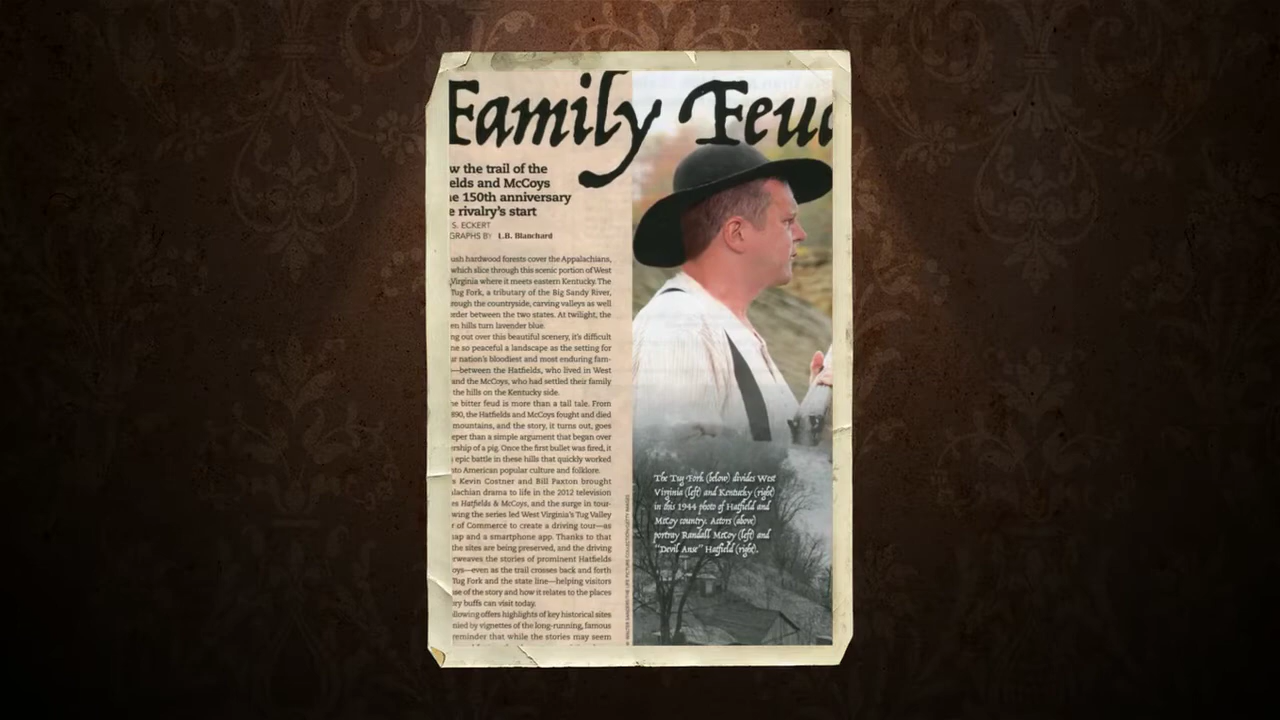 Family Feud
w the trail of the
elds and McCoys
e 150th anniversary
e rivalry's start
S. ECKERT
GRAPHS BY L.B. Blanchard
ush hardwood forests cover the Appalachians,
which slice through this scenic portion of West
Virginia where it meets eastern Kentucky. The
Tug Fork, a tributary of the Big Sandy River,
rough the countryside, carving valleys as well
order between the two states. At twilight, the
en hills turn lavender blue.
ng out over this beautiful scenery, it's difficult
ne so peaceful a landscape as the setting for
ur nation's bloodiest and most enduring fam-
—between the Hatfields, who lived in West
and the McCoys, who had settled their family
the hills on the Kentucky side.
he bitter feud is more than a tall tale. From
890, the Hatfields and McCoys fought and died
mountains, and the story, it turns out, goes
eper than a simple argument that began over
ership of a pig. Once the first bullet was fired, it
epic battle in these hills that quickly worked
nto American popular culture and folklore.
s Kevin Costner and Bill Paxton brought
lachian drama to life in the 2012 television
es Hatfields & McCoys, and the surge in tour-
wing the series led West Virginia's Tug Valley
r of Commerce to create a driving tour—as
ap and a smartphone app. Thanks to that
the sites are being preserved, and the driving
rweaves the stories of prominent Hatfields
oys—even as the trail crosses back and forth
Tug Fork and the state line—helping visitors
se of the story and how it relates to the places
ry buffs can visit today.
llowing offers highlights of key historical sites
nied by vignettes of the long-running, famous
reminder that while the stories may seem
The Tug Fork (below) divides West
Virginia (left) and Kentucky (right)
in this 1944 photo of Hatfield and
McCoy country. Actors (above)
portray Randall McCoy (left) and
"Devil Anse" Hatfield (right).